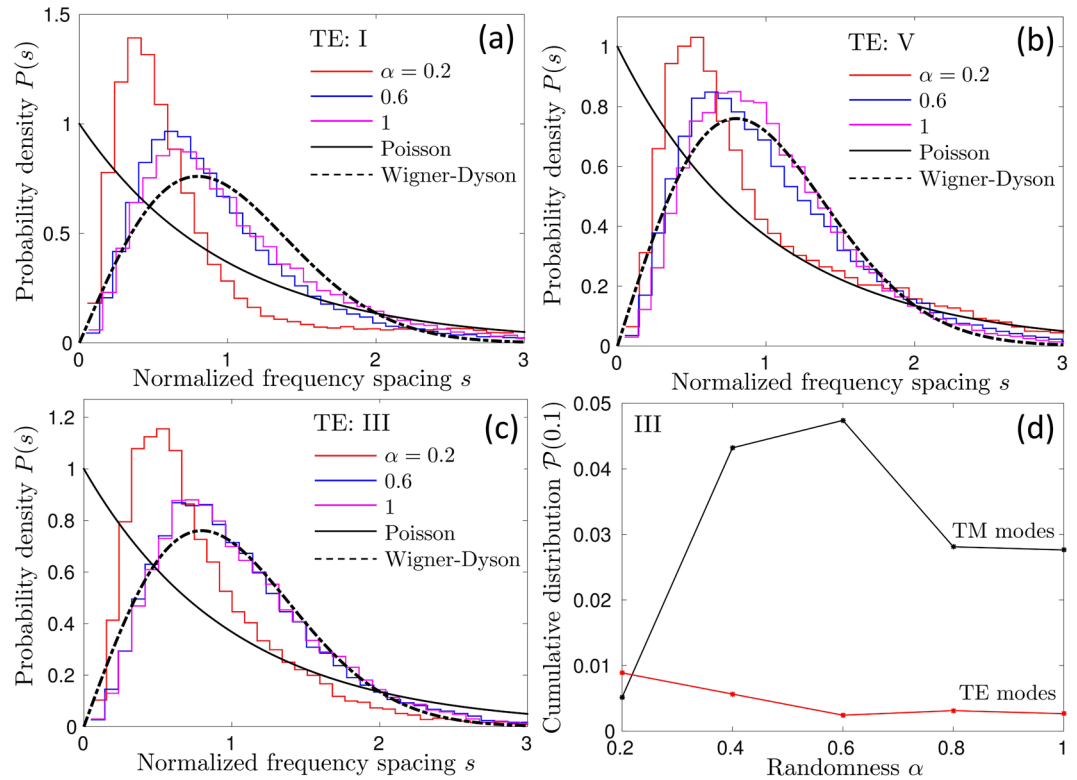 (a)
TE: I
α = 0.2
0.6
1
Poisson
Wigner-Dyson
Probability density P(s)
1.5
1
0.5
0
0
1
2
3
Normalized frequency spacing s
(b)
TE: V
α = 0.2
0.6
1
Poisson
Wigner-Dyson
Probability density P(s)
1
0.8
0.6
0.4
0.2
0
0
1
2
3
Normalized frequency spacing s
(c)
TE: III
α = 0.2
0.6
1
Poisson
Wigner-Dyson
Probability density P(s)
1.2
1
0.8
0.6
0.4
0.2
0
0
1
2
3
Normalized frequency spacing s
(d)
III
TM modes
TE modes
Cumulative distribution 𝒫(0.1)
0.05
0.04
0.03
0.02
0.01
0
0.2
0.4
0.6
0.8
1
Randomness α